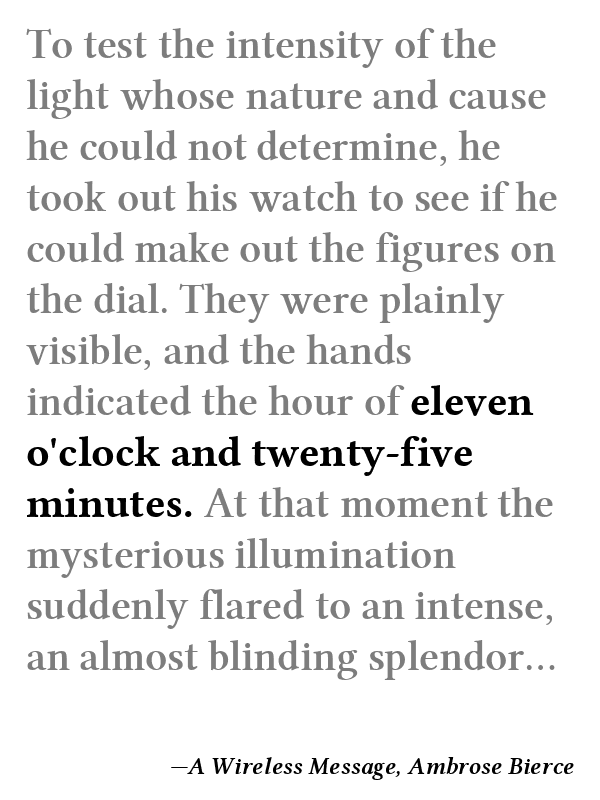 To test the intensity of the
light whose nature and cause
he could not determine, he
took out his watch to see if he
could make out the figures on
the dial. They were plainly
visible, and the hands
indicated the hour of eleven
o'clock and twenty-five
minutes. At that moment the
mysterious illumination
suddenly flared to an intense,
an almost blinding splendor...
—A Wireless Message, Ambrose Bierce